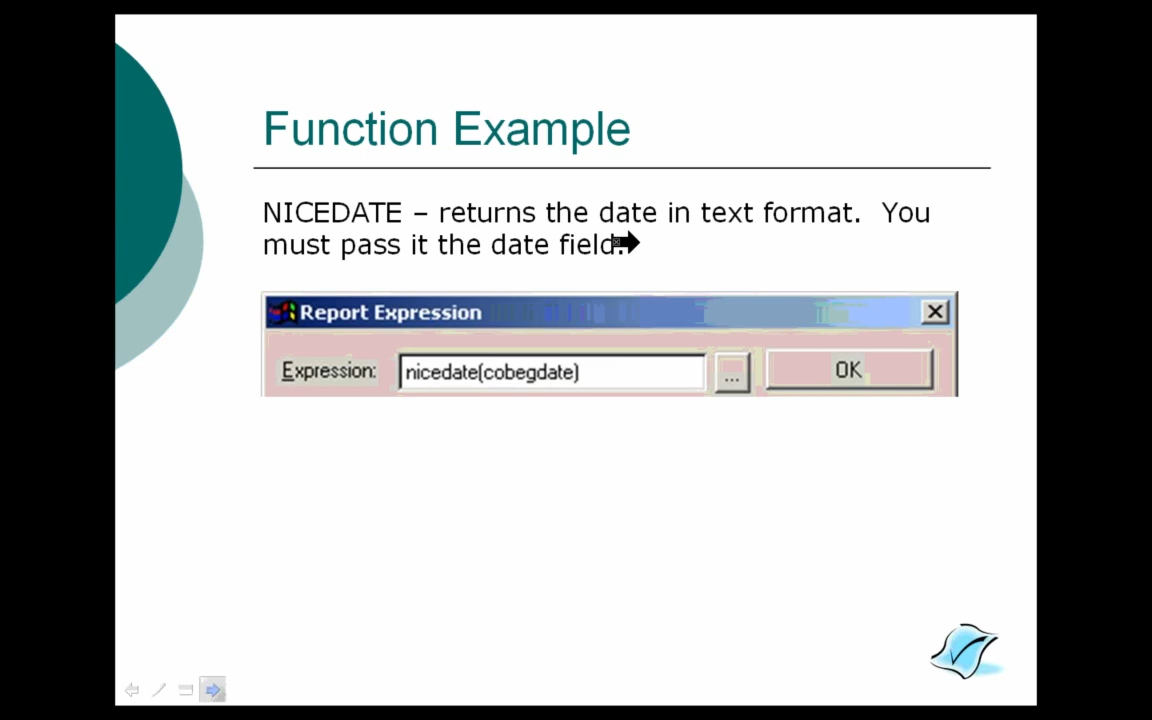 Function Example
NICEDATE – returns the date in text format.  You
must pass it the date field.
Report Expression
Expression: nicedate(cobegdate) ... OK